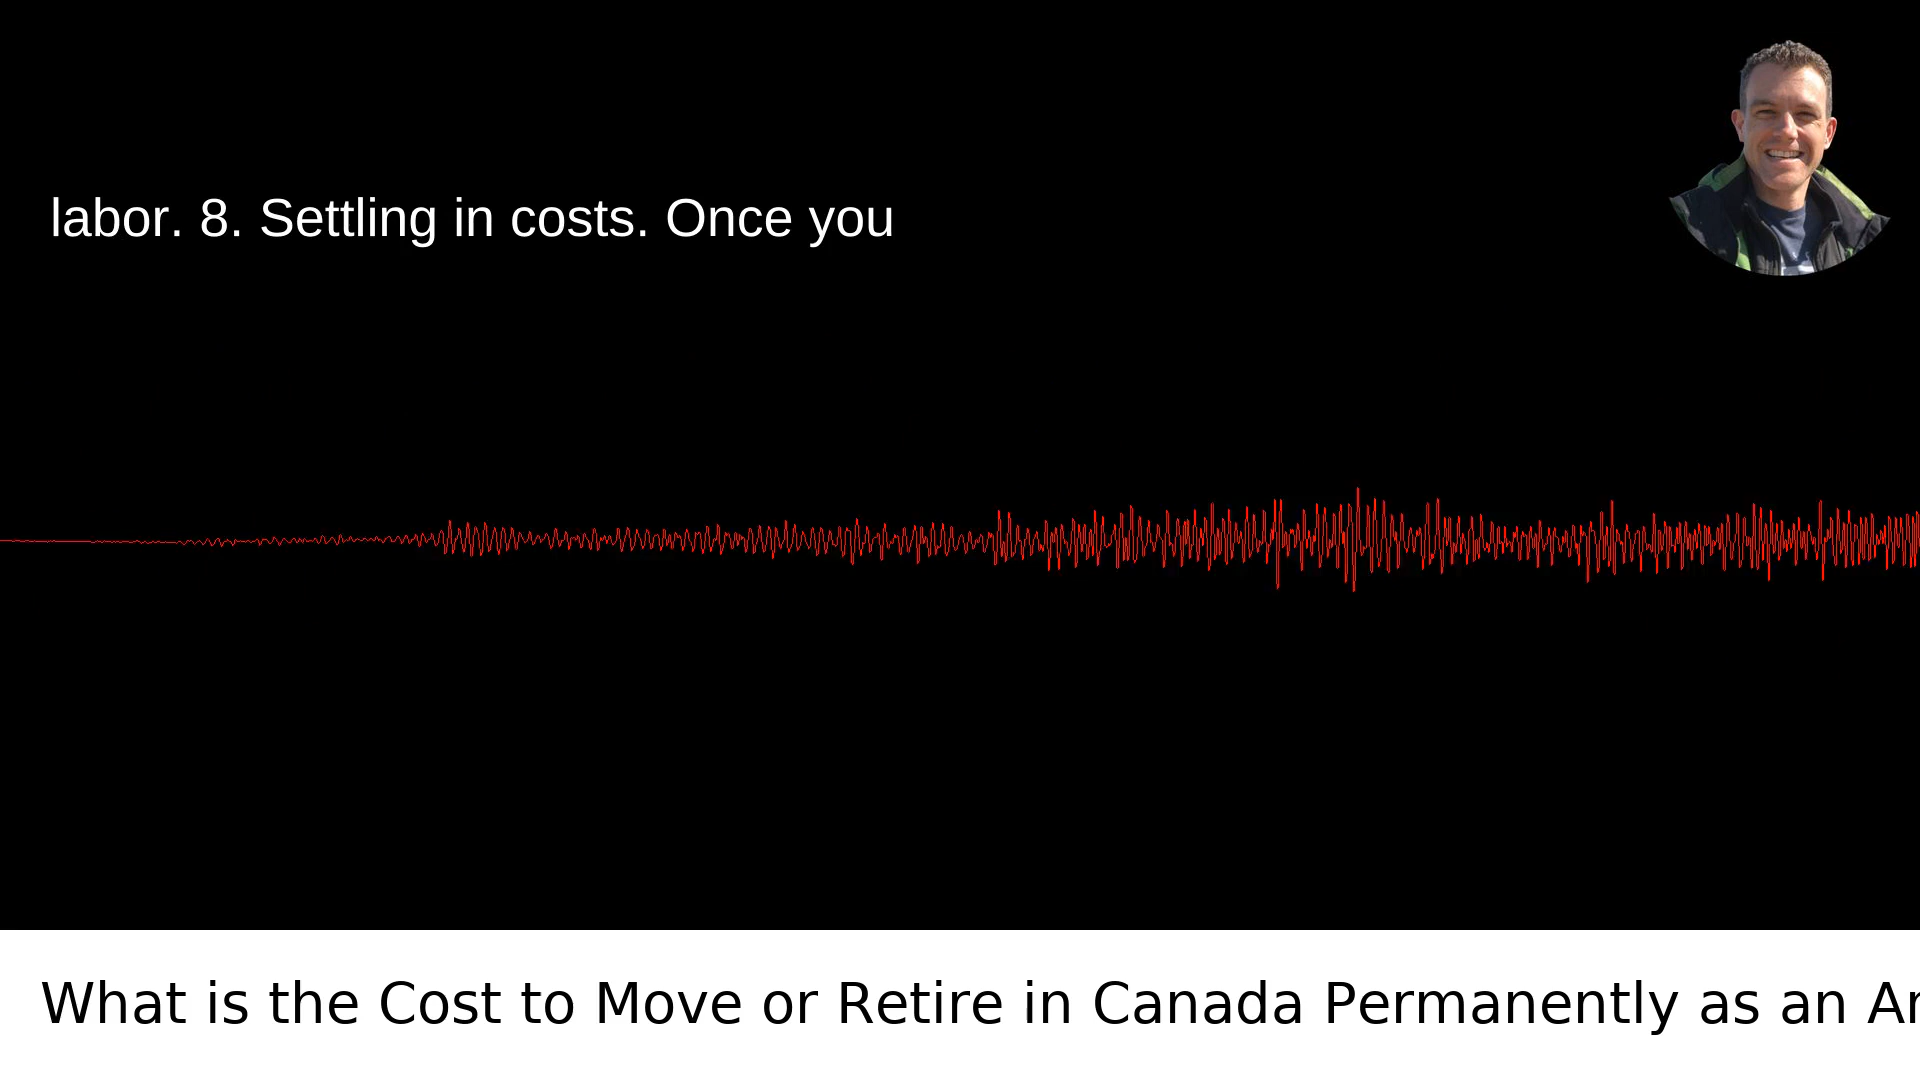 labor. 8. Settling in costs. Once you
What is the Cost to Move or Retire in Canada Permanently as an